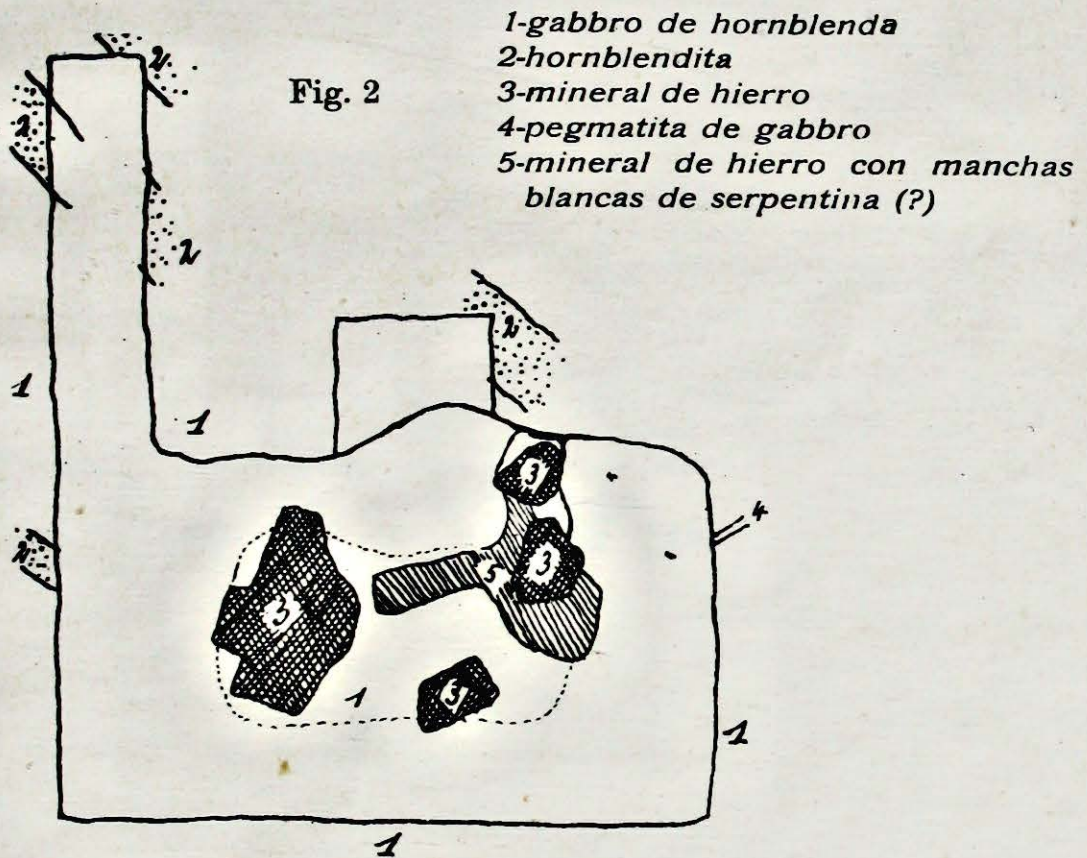 Fig. 2
1-gabbro de hornblenda
2-hornblendita
3-mineral de hierro
4-pegmatita de gabbro
5-mineral de hierro con manchas
blancas de serpentina (?)
2
2
2
2
1
1
3
4
2
3
5
3
1
3
1
1